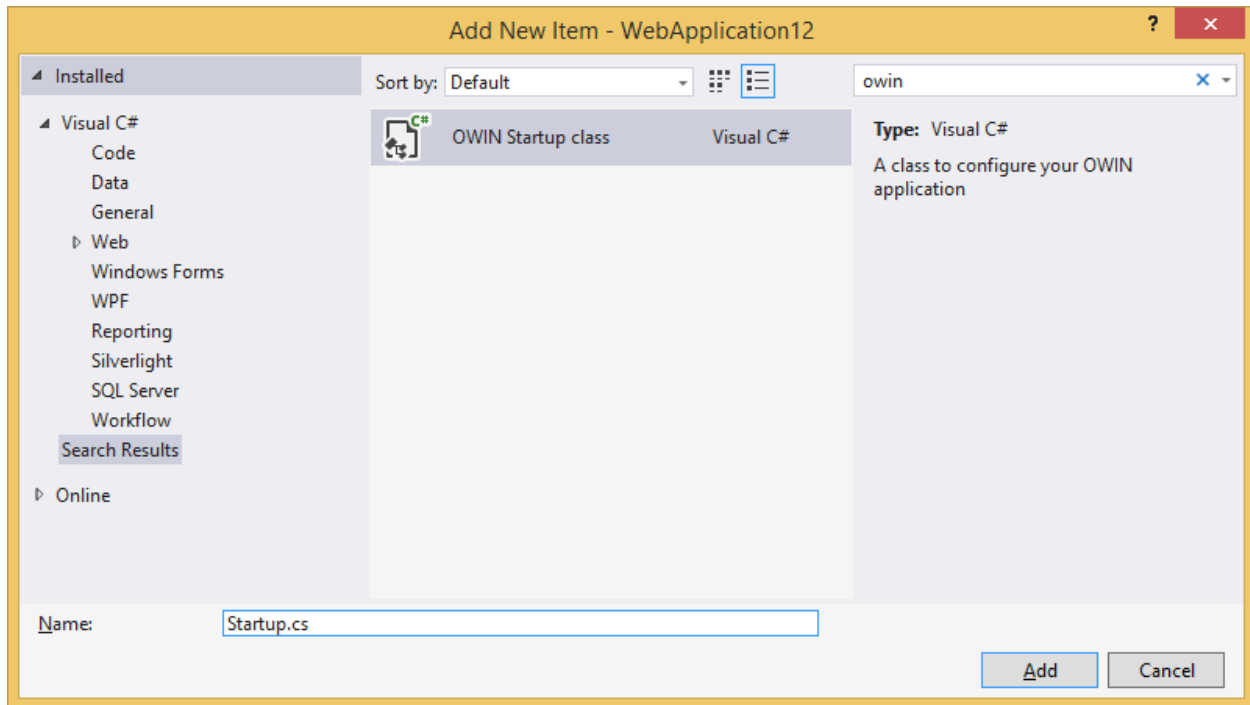 Add New Item - WebApplication12
?
Installed
Visual C#
Code
Data
General
Web
Windows Forms
WPF
Reporting
Silverlight
SQL Server
Workflow
Search Results
Online
Sort by: Default
C#
OWIN Startup class Visual C#
owin
Type: Visual C#
A class to configure your OWIN
application
Name: Startup.cs
Add Cancel